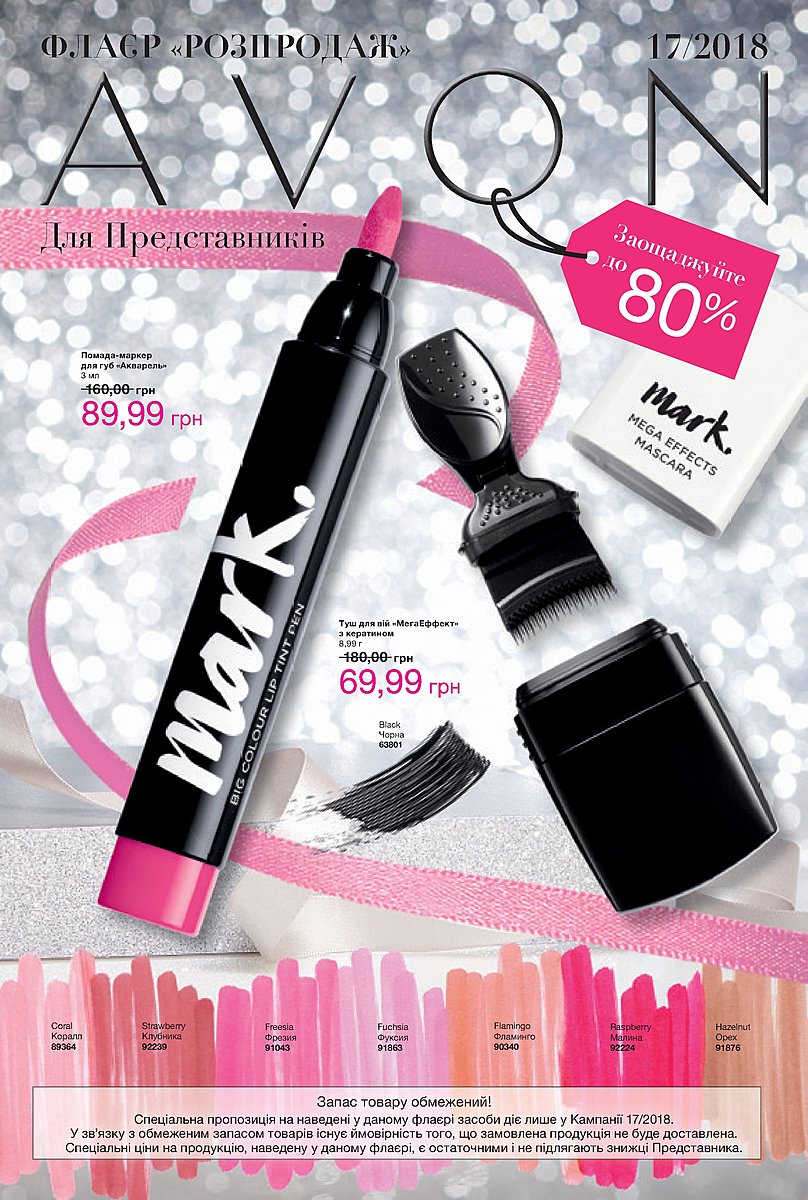 ФЛАЄР «РОЗПРОДАЖ»
17/2018
AVON
Для Представників
Заощаджуйте
до
80%
Помада-маркер
для губ «Акварель»
3 мл
160,00 грн
89,99 грн
mark.
MEGA EFFECTS
MASCARA
mark.
BIG COLOUR LIP TINT PEN
Туш для вій «МегаЕффект»
з кератином
8,99 г
180,00 грн
69,99 грн
Black
Чорна
63801
Coral
Коралл
89364
Strawberry
Клубника
92239
Freesia
Фрезия
91043
Fuchsia
Фуксия
91863
Flamingo
Фламинго
90340
Raspberry
Малина
92224
Hazelnut
Орех
91876
Запас товару обмежений!
Спеціальна пропозиція на наведені у даному флаєрі засоби діє лише у Кампанії 17/2018.
У зв’язку з обмеженим запасом товарів існує ймовірність того, що замовлена продукція не буде доставлена.
Спеціальні ціни на продукцію, наведену у даному флаєрі, є остаточними і не підлягають знижці Представника.